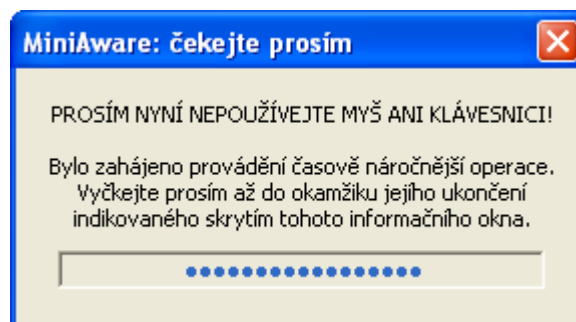 MiniAware: čekejte prosím
PROSÍM NYNÍ NEPOUŽÍVEJTE MYŠ ANI KLÁVESNICI!
Bylo zahájeno provádění časově náročnější operace.
Vyčkejte prosím až do okamžiku jejího ukončení
indikovaného skrytím tohoto informačního okna.